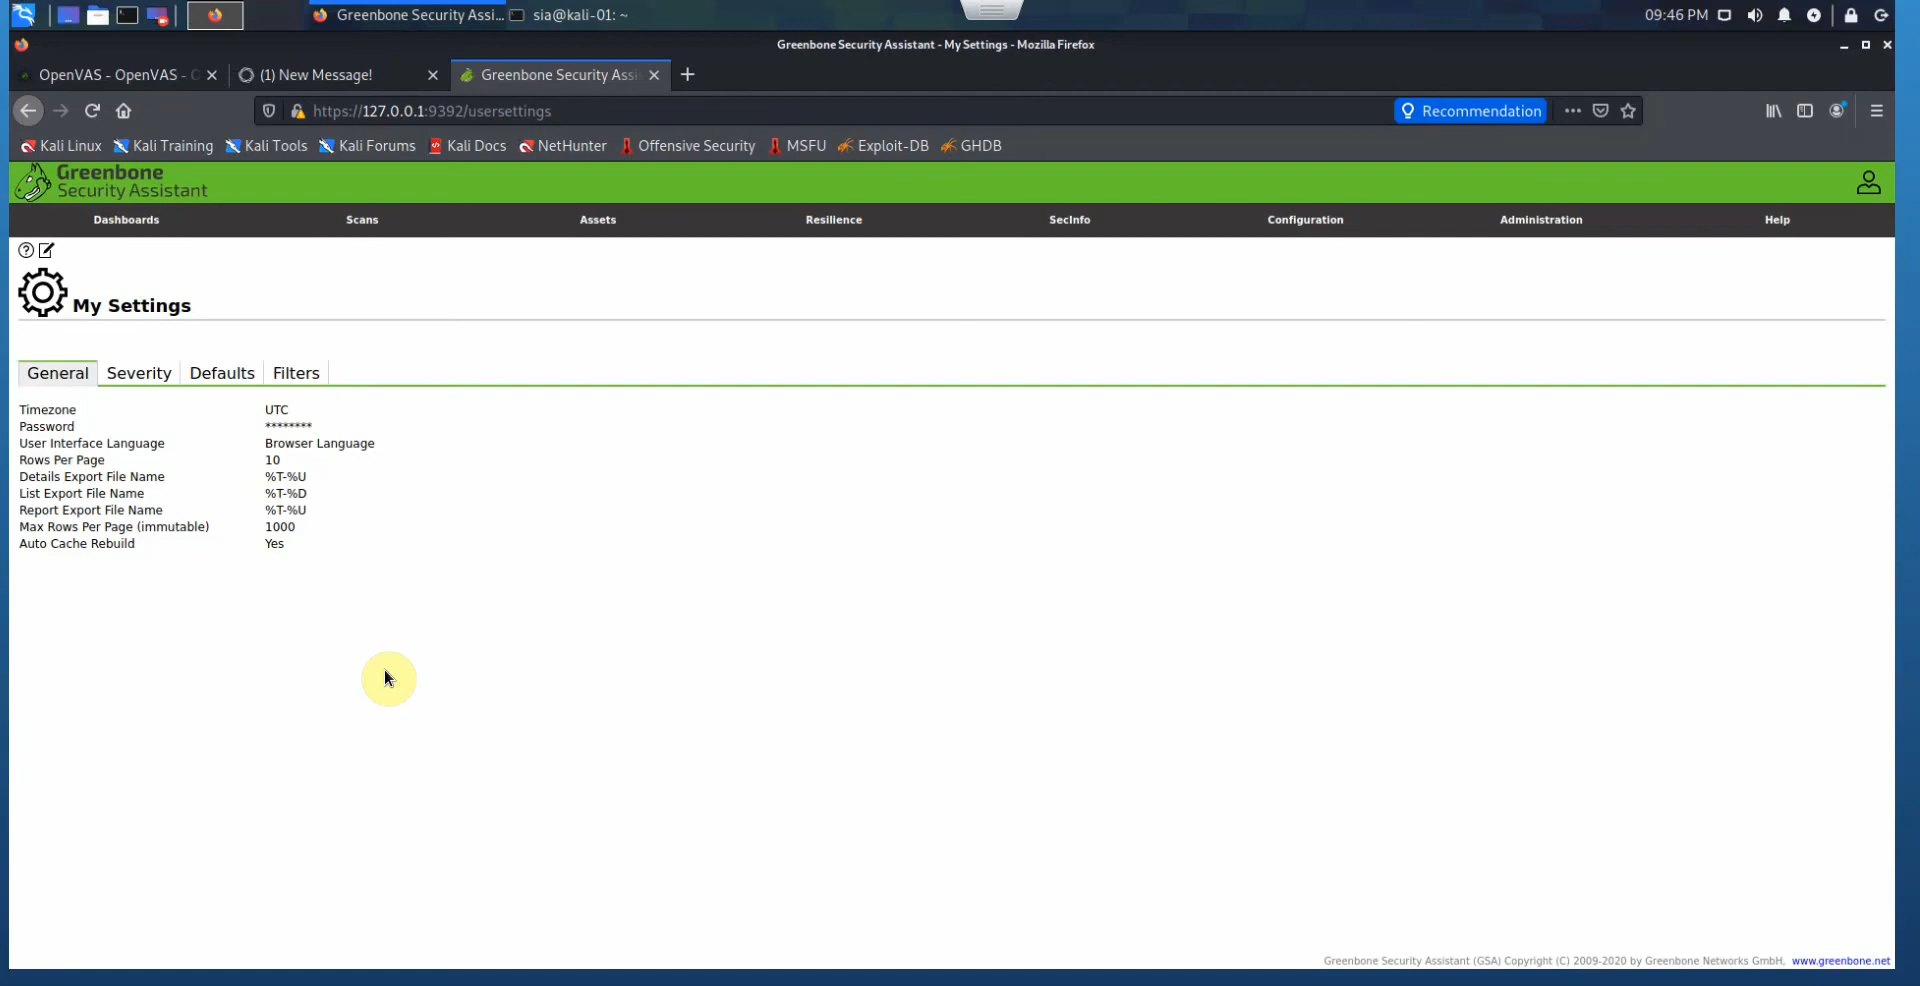 Greenbone Security Assi... sia@kali-01: ~ 09:46 PM
Greenbone Security Assistant - My Settings - Mozilla Firefox
OpenVAS - OpenVAS - (1) New Message! Greenbone Security Assi
https://127.0.0.1:9392/usersettings Recommendation
Kali Linux Kali Training Kali Tools Kali Forums Kali Docs NetHunter Offensive Security MSFU Exploit-DB GHDB
Greenbone
Security Assistant
Dashboards Scans Assets Resilience SecInfo Configuration Administration Help
My Settings
General Severity Defaults Filters
Timezone UTC
Password ********
User Interface Language Browser Language
Rows Per Page 10
Details Export File Name %T-%U
List Export File Name %T-%D
Report Export File Name %T-%U
Max Rows Per Page (immutable) 1000
Auto Cache Rebuild Yes
Greenbone Security Assistant (GSA) Copyright (C) 2009-2020 by Greenbone Networks GmbH, www.greenbone.net